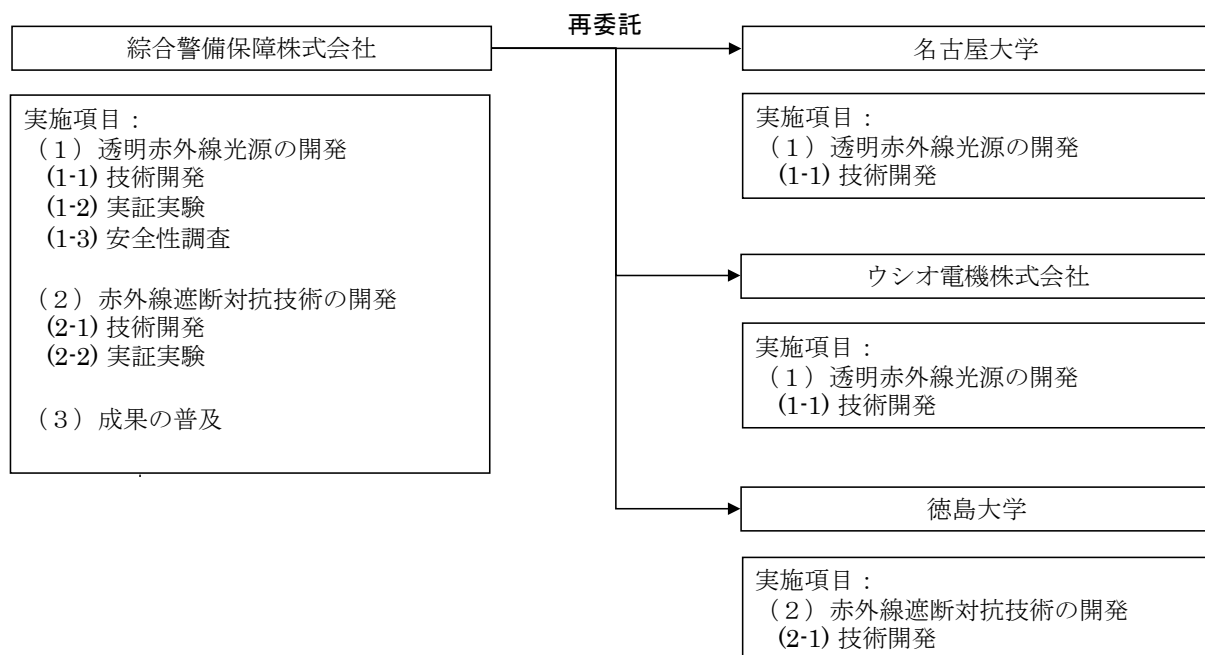 再委託
綜合警備保障株式会社
実施項目：
（１）透明赤外線光源の開発
(1-1) 技術開発
(1-2) 実証実験
(1-3) 安全性調査
（２）赤外線遮断対抗技術の開発
(2-1) 技術開発
(2-2) 実証実験
（３）成果の普及
名古屋大学
実施項目：
（１）透明赤外線光源の開発
(1-1) 技術開発
ウシオ電機株式会社
実施項目：
（１）透明赤外線光源の開発
(1-1) 技術開発
徳島大学
実施項目：
（２）赤外線遮断対抗技術の開発
(2-1) 技術開発